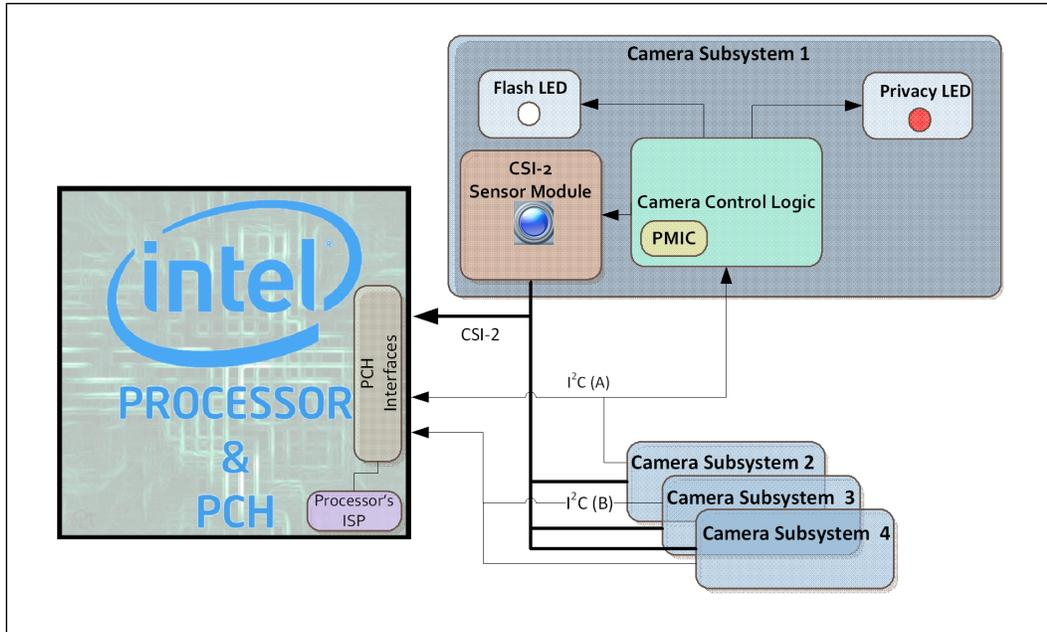 Camera Subsystem 1
Flash LED
Privacy LED
CSI-2
Sensor Module
Camera Control Logic
PMIC
intel
®
PROCESSOR
&
PCH
PCH
Interfaces
Processor's
ISP
CSI-2
I²C (A)
I²C (B)
Camera Subsystem 2
Camera Subsystem 3
Camera Subsystem 4